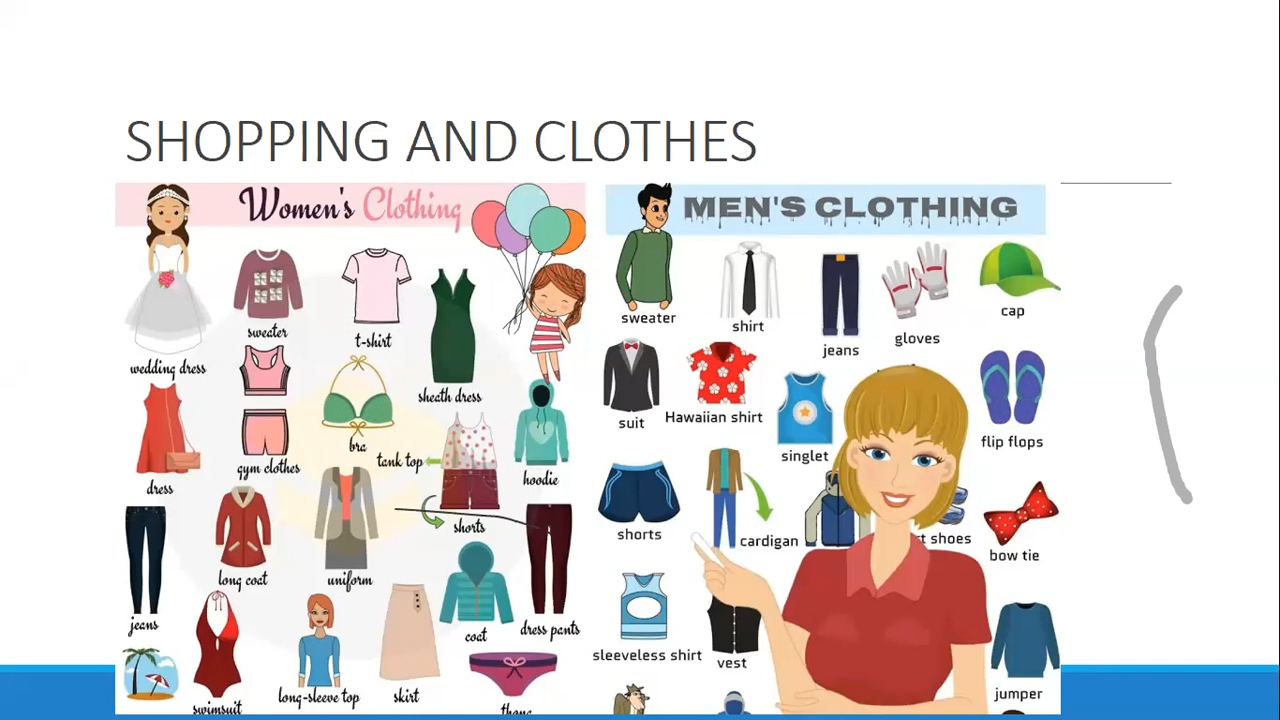 SHOPPING AND CLOTHES
Women's Clothing
sweater
t-shirt
wedding dress
sheath dress
bra
gym clothes
tank top
hoodie
dress
shorts
long coat
uniform
jeans
coat
dress pants
long-sleeve top
skirt
swimsuit
thong
MEN'S CLOTHING
sweater
shirt
jeans
gloves
cap
suit
Hawaiian shirt
singlet
flip flops
shorts
cardigan
shoes
bow tie
sleeveless shirt
vest
jumper